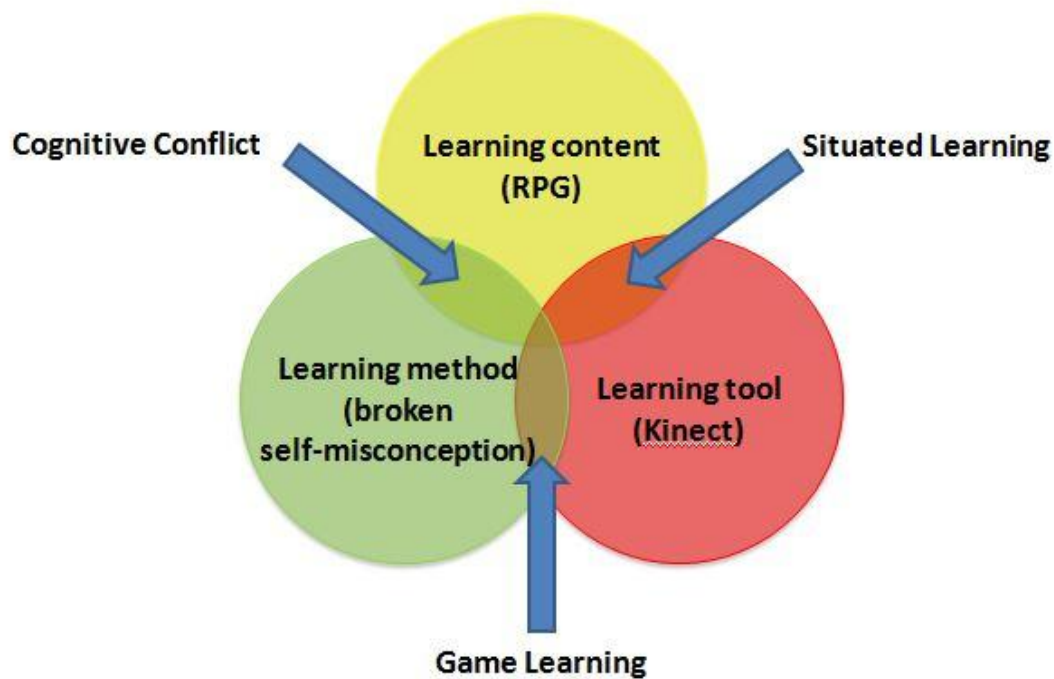 Cognitive Conflict
Learning content
(RPG)
Situated Learning
Learning method
(broken
self-misconception)
Learning tool
(Kinect)
Game Learning